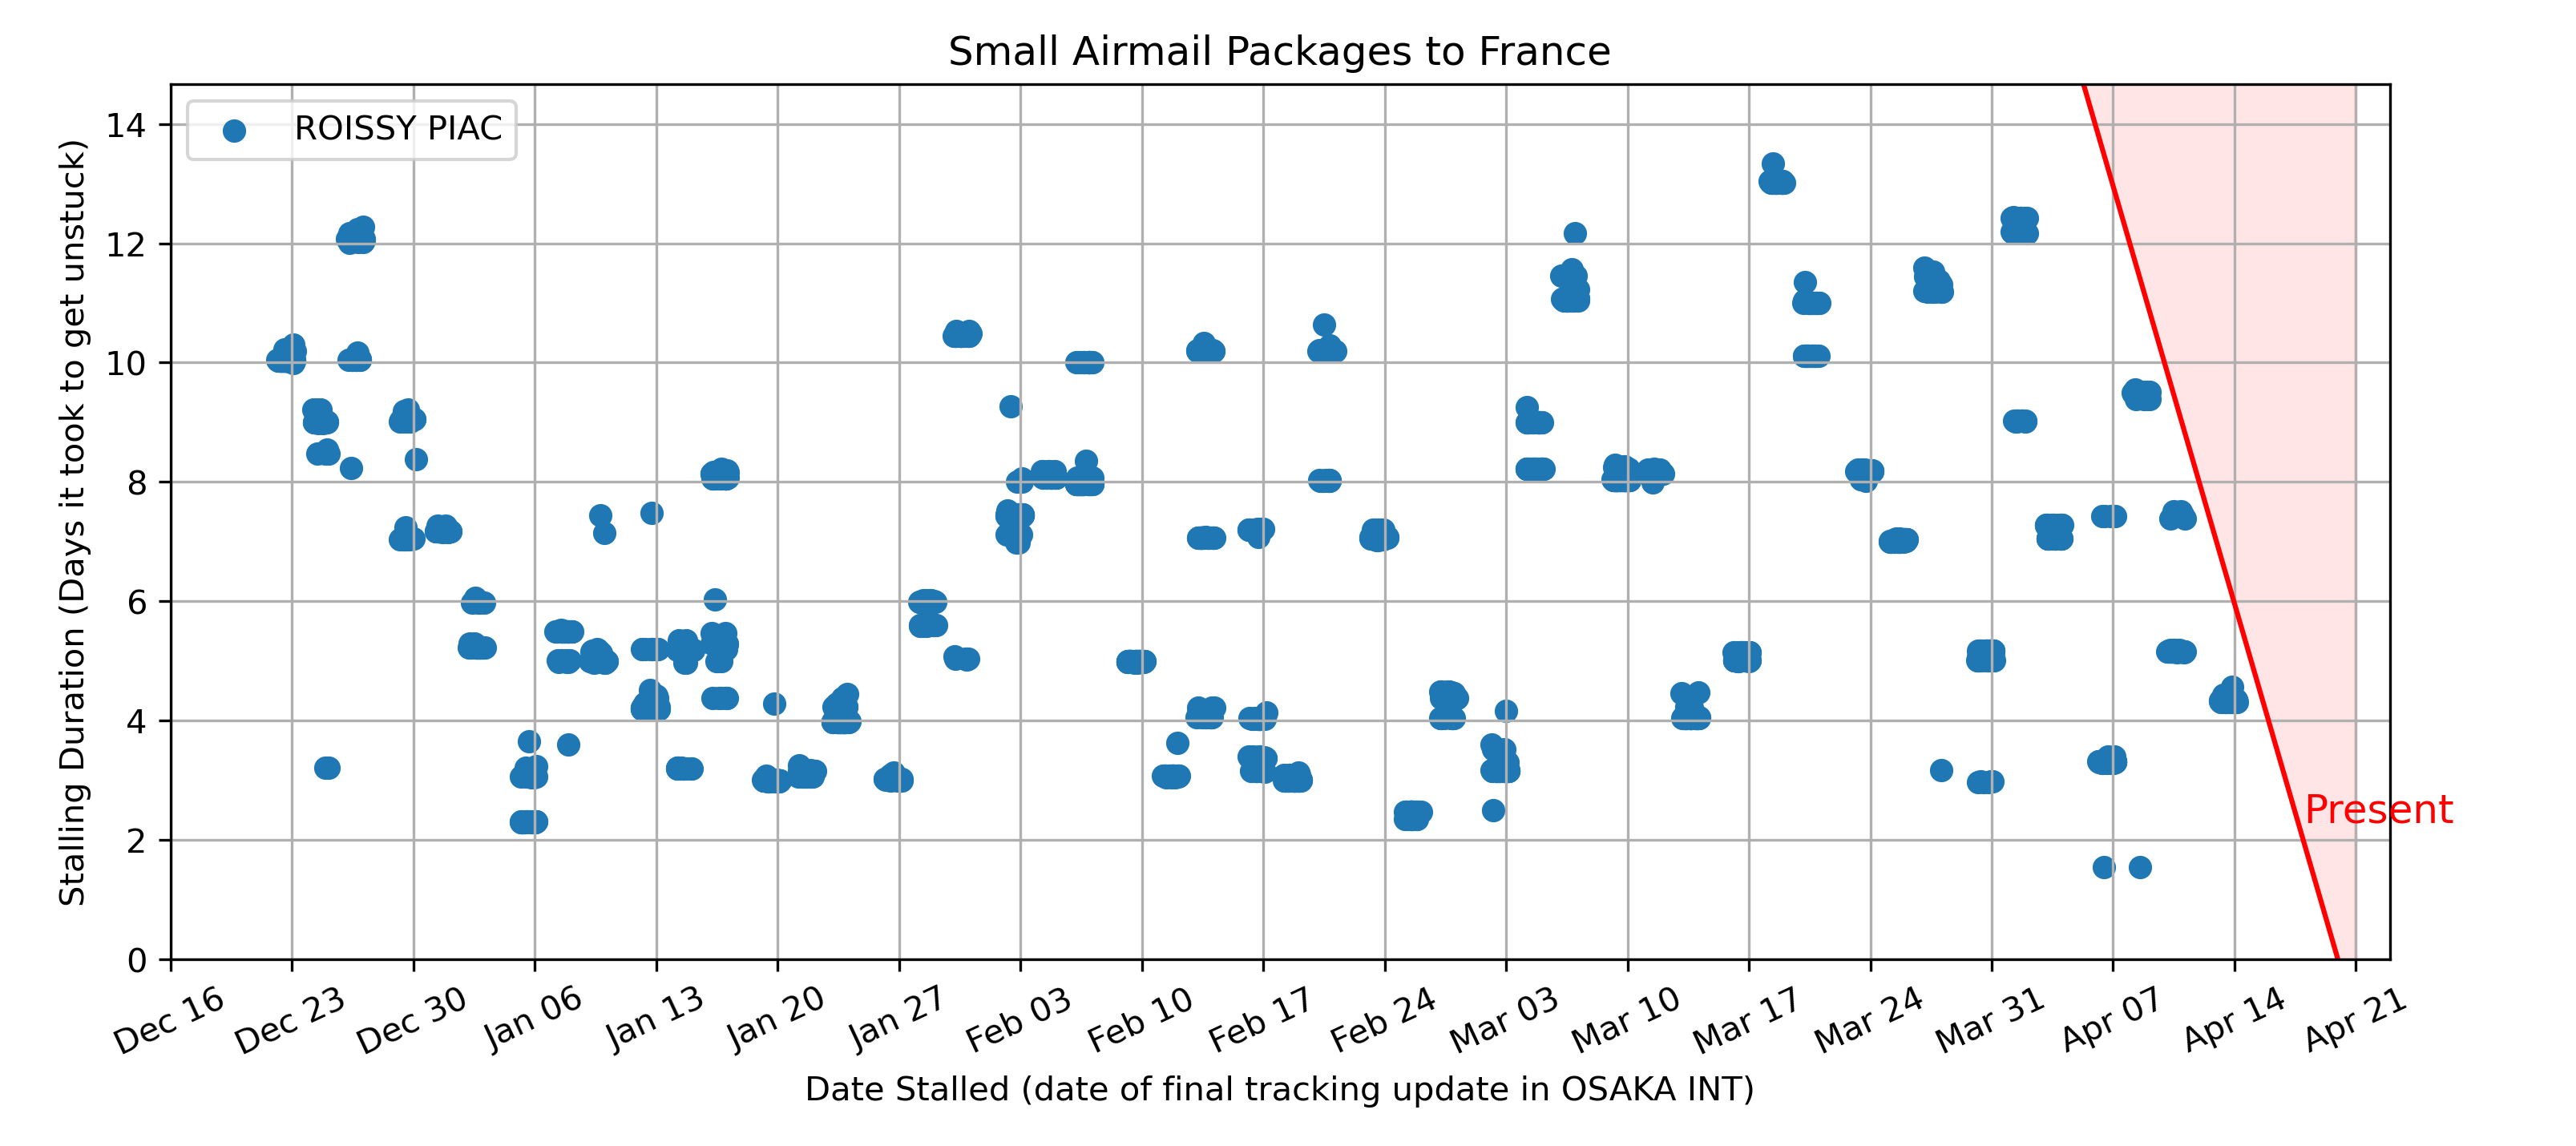 Small Airmail Packages to France
ROISSY PIAC
Stalling Duration (Days it took to get unstuck)
14
12
10
8
6
4
2
0
Present
Dec 16
Dec 23
Dec 30
Jan 06
Jan 13
Jan 20
Jan 27
Feb 03
Feb 10
Feb 17
Feb 24
Mar 03
Mar 10
Mar 17
Mar 24
Mar 31
Apr 07
Apr 14
Apr 21
Date Stalled (date of final tracking update in OSAKA INT)